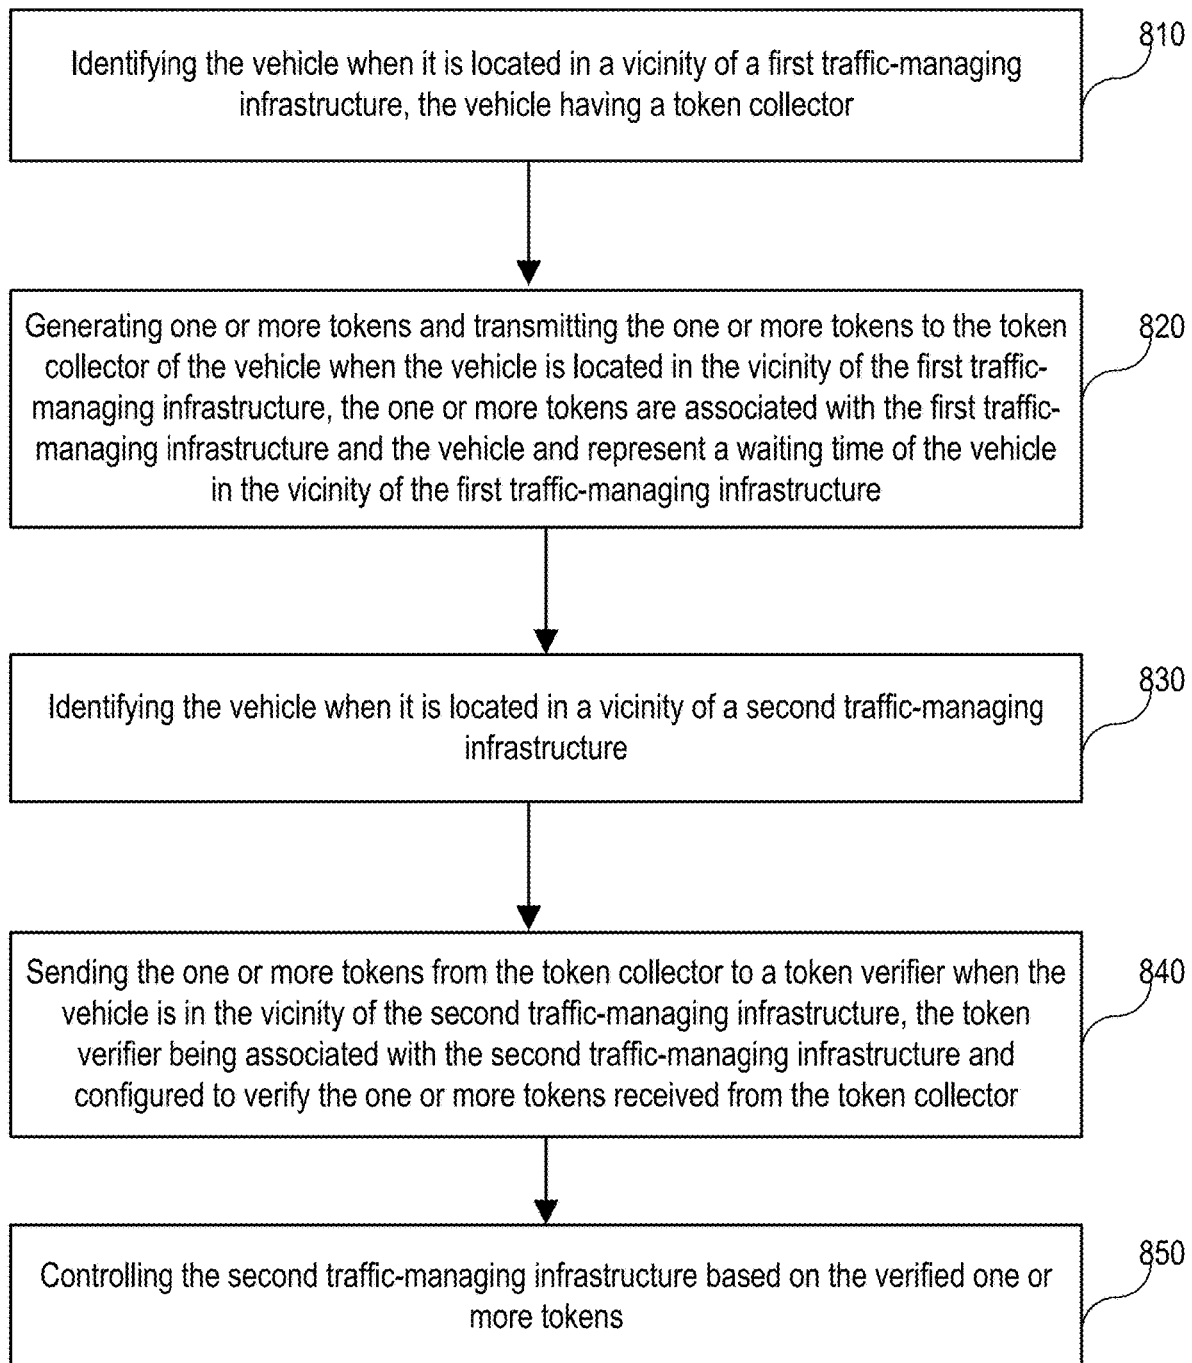 810
Identifying the vehicle when it is located in a vicinity of a first traffic-managing
infrastructure, the vehicle having a token collector
820
Generating one or more tokens and transmitting the one or more tokens to the token
collector of the vehicle when the vehicle is located in the vicinity of the first traffic-
managing infrastructure, the one or more tokens are associated with the first traffic-
managing infrastructure and the vehicle and represent a waiting time of the vehicle
in the vicinity of the first traffic-managing infrastructure
830
Identifying the vehicle when it is located in a vicinity of a second traffic-managing
infrastructure
840
Sending the one or more tokens from the token collector to a token verifier when the
vehicle is in the vicinity of the second traffic-managing infrastructure, the token
verifier being associated with the second traffic-managing infrastructure and
configured to verify the one or more tokens received from the token collector
850
Controlling the second traffic-managing infrastructure based on the verified one or
more tokens